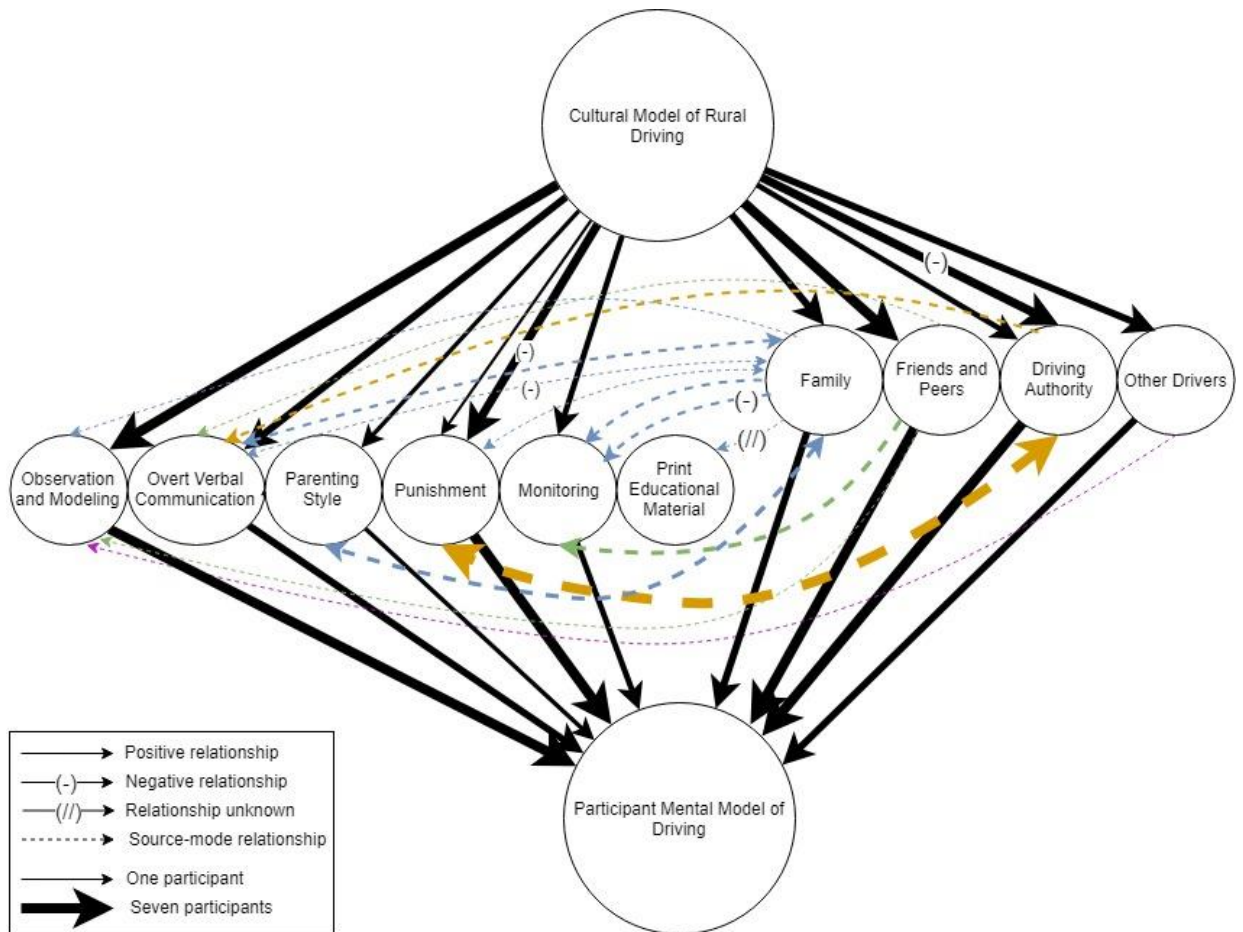 Cultural Model of Rural
Driving
(-)
(-)
(-)
(-)
(//)
Family
Friends and
Peers
Driving
Authority
Other Drivers
Observation
and Modeling
Overt Verbal
Communication
Parenting
Style
Punishment
Monitoring
Print
Educational
Material
Participant Mental Model of
Driving
Positive relationship
(-) Negative relationship
(//) Relationship unknown
Source-mode relationship
One participant
Seven participants